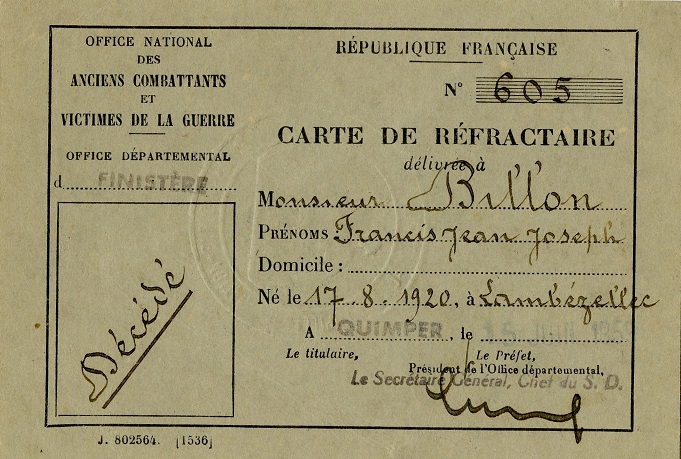 OFFICE NATIONAL
DES
ANCIENS COMBATTANTS
ET
VICTIMES DE LA GUERRE
OFFICE DÉPARTEMENTAL
d FINISTÈRE
Décédé
J. 802564. [1536]
RÉPUBLIQUE FRANÇAISE
N° 605
CARTE DE RÉFRACTAIRE
délivrée à
Monsieur Billon
PRÉNOMS : Francis Jean Joseph
Domicile :
Né le 17-8-1920, à Lambézellec
A QUIMPER, le 15
Le titulaire, Le Préfet,
Président de l'Office départemental,
Le Secrétaire Général, Chef du S. D.